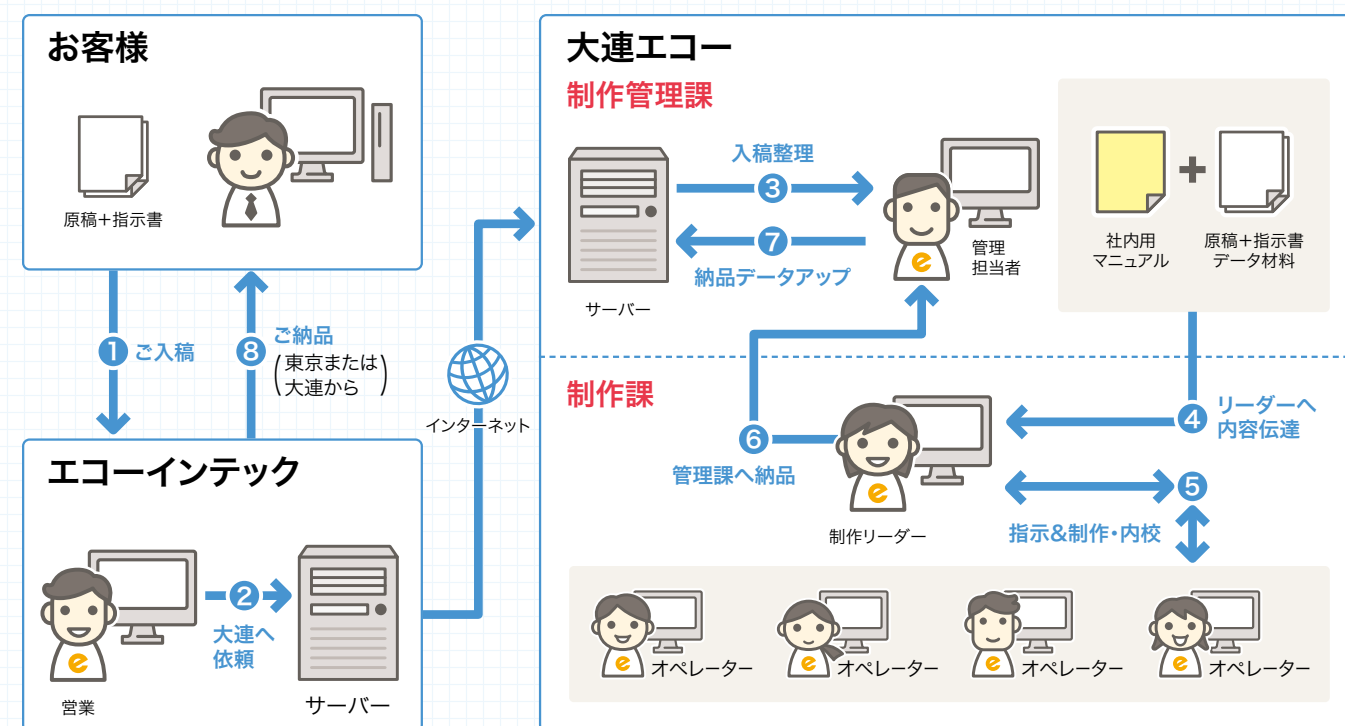 お客様
原稿+指示書
1 ご入稿
8 ご納品
(東京または
大連から)
エコーインテック
営業
2
大連へ
依頼
サーバー
インターネット
大連エコー
制作管理課
サーバー
入稿整理
3
7
納品データアップ
e
管理
担当者
社内用
マニュアル
+
原稿+指示書
データ材料
制作課
4 リーダーへ
内容伝達
6
管理課へ納品
e
制作リーダー
5
指示&制作・内校
e オペレーター
e オペレーター
e オペレーター
e オペレーター
e